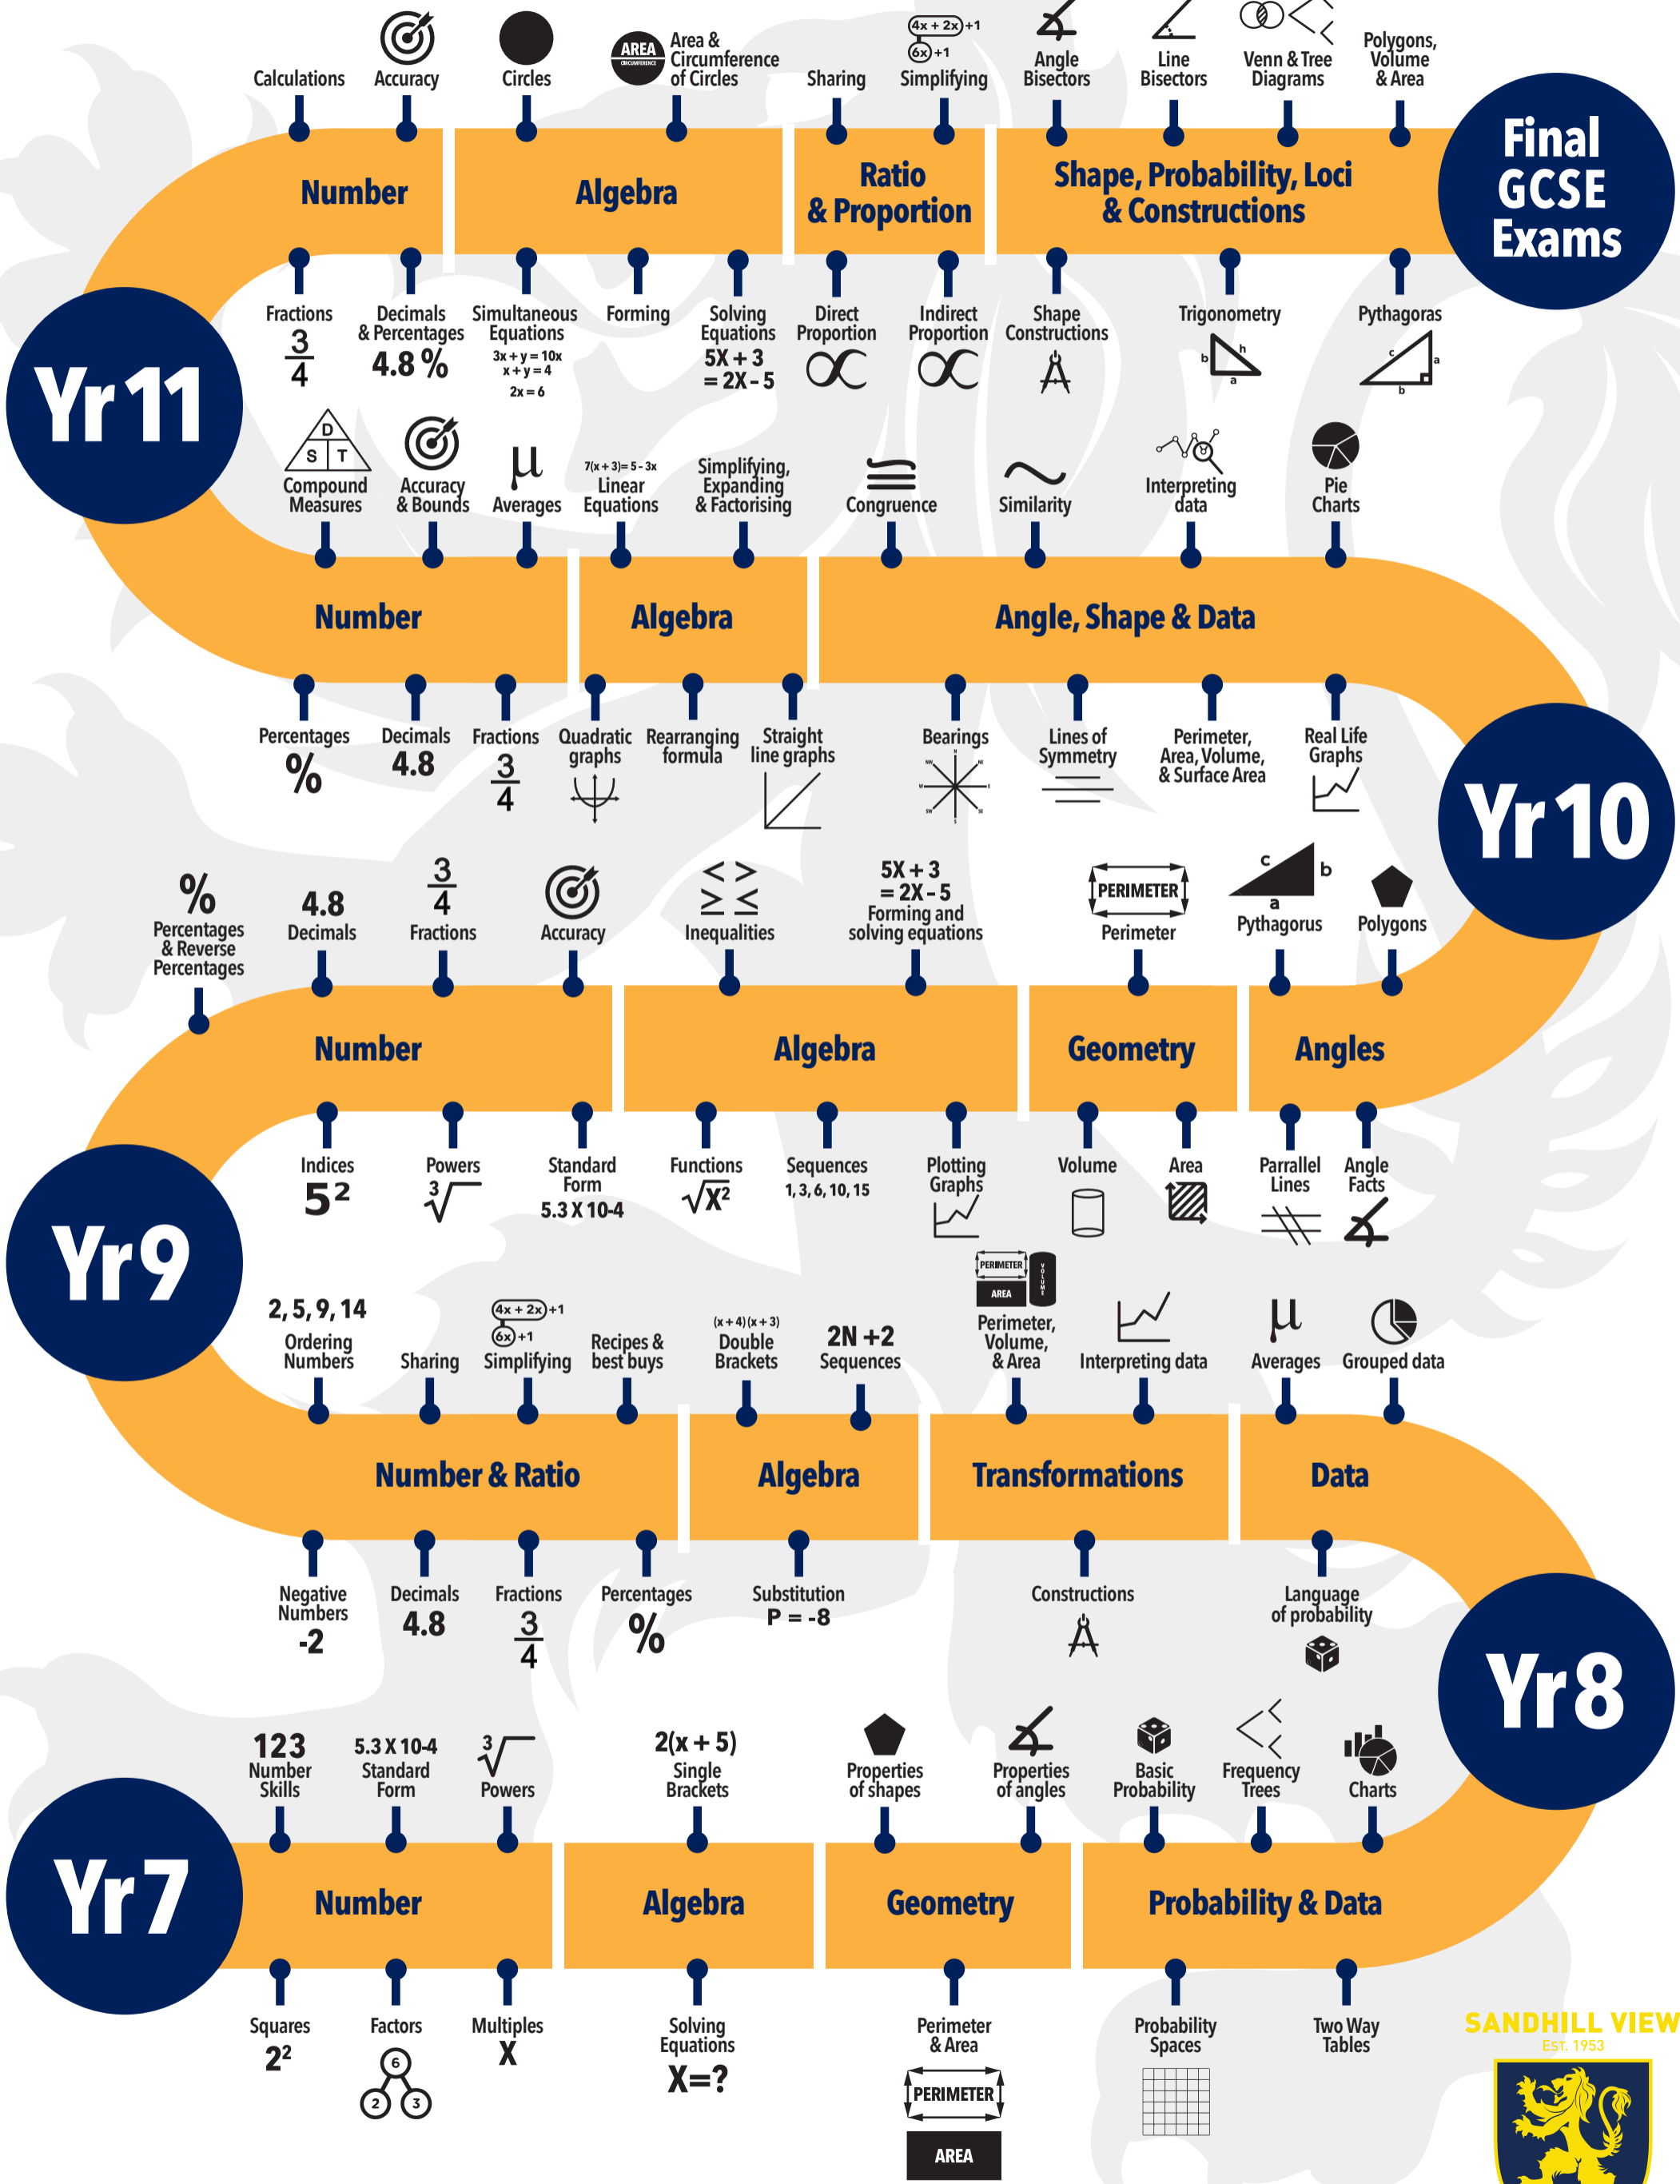 4x + 2x +1
6x +1
AREA
CIRCUMFERENCE
Calculations
Accuracy
Circles
Area &
Circumference
of Circles
Sharing
Simplifying
Angle
Bisectors
Line
Bisectors
Venn & Tree
Diagrams
Polygons,
Volume
& Area
Number
Algebra
Ratio
& Proportion
Shape, Probability, Loci
& Constructions
Final
GCSE
Exams
Fractions
3
4
Decimals
& Percentages
4.8 %
Simultaneous
Equations
3x + y = 10x
x + y = 4
2x = 6
Forming
Solving
Equations
5X + 3
= 2X - 5
Direct
Proportion
∝
Indirect
Proportion
∝
Shape
Constructions
Trigonometry
b h
a
Pythagoras
c a
b
Yr 11
D
S T
Compound
Measures
Accuracy
& Bounds
μ
Averages
7(x + 3)= 5 - 3x
Linear
Equations
Simplifying,
Expanding
& Factorising
Congruence
Similarity
Interpreting
data
Pie
Charts
Number
Algebra
Angle, Shape & Data
Percentages
%
Decimals
4.8
Fractions
3
4
Quadratic
graphs
Rearranging
formula
Straight
line graphs
Bearings
N
NW NE
W E
SW SE
S
Lines of
Symmetry
Perimeter,
Area, Volume,
& Surface Area
Real Life
Graphs
Yr 10
%
Percentages
& Reverse
Percentages
4.8
Decimals
3
4
Fractions
Accuracy
< >
≥ ≤
Inequalities
5X + 3
= 2X - 5
Forming and
solving equations
PERIMETER
Perimeter
c b
a
Pythagorus
Polygons
Number
Algebra
Geometry
Angles
Indices
5²
Powers
3√
Standard
Form
5.3 X 10-4
Functions
√X²
Sequences
1, 3, 6, 10, 15
Plotting
Graphs
Volume
Area
Parrallel
Lines
Angle
Facts
Yr 9
2, 5, 9, 14
Ordering
Numbers
Sharing
4x + 2x +1
6x +1
Simplifying
Recipes &
best buys
(x + 4) (x + 3)
Double
Brackets
2N +2
Sequences
PERIMETER
AREA
VOLUME
Perimeter,
Volume,
& Area
Interpreting data
μ
Averages
Grouped data
Number & Ratio
Algebra
Transformations
Data
Negative
Numbers
-2
Decimals
4.8
Fractions
3
4
Percentages
%
Substitution
P = -8
Constructions
Language
of probability
Yr 8
123
Number
Skills
5.3 X 10-4
Standard
Form
3√
Powers
2(x + 5)
Single
Brackets
Properties
of shapes
Properties
of angles
Basic
Probability
Frequency
Trees
Charts
Yr 7
Number
Algebra
Geometry
Probability & Data
Squares
2²
Factors
6
2 3
Multiples
X
Solving
Equations
X=?
Perimeter
& Area
PERIMETER
AREA
Probability
Spaces
Two Way
Tables
SANDHILL VIEW
EST. 1953